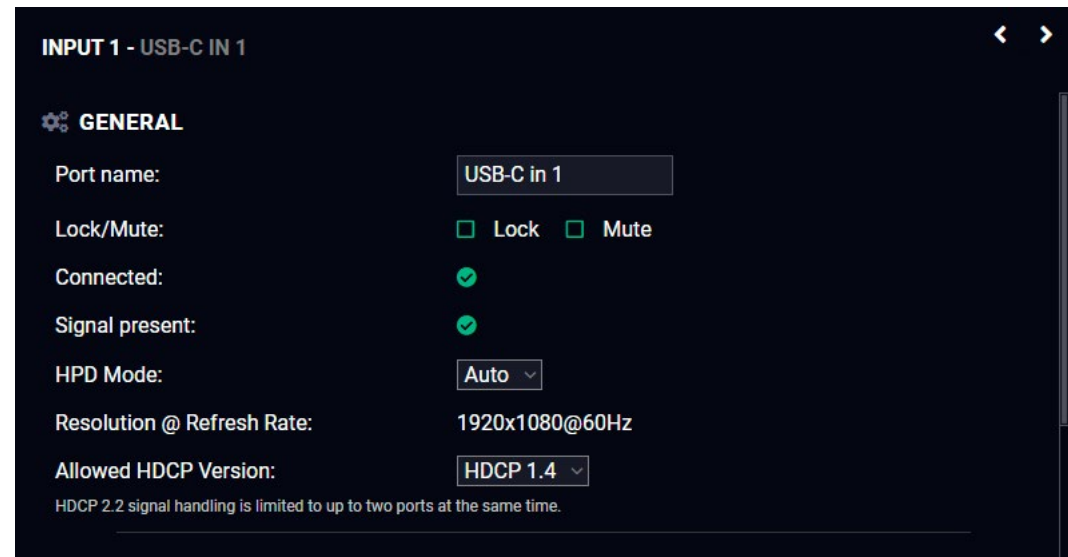 INPUT 1 - USB-C IN 1
GENERAL
Port name: USB-C in 1
Lock/Mute: Lock Mute
Connected:
Signal present:
HPD Mode: Auto
Resolution @ Refresh Rate: 1920x1080@60Hz
Allowed HDCP Version: HDCP 1.4
HDCP 2.2 signal handling is limited to up to two ports at the same time.